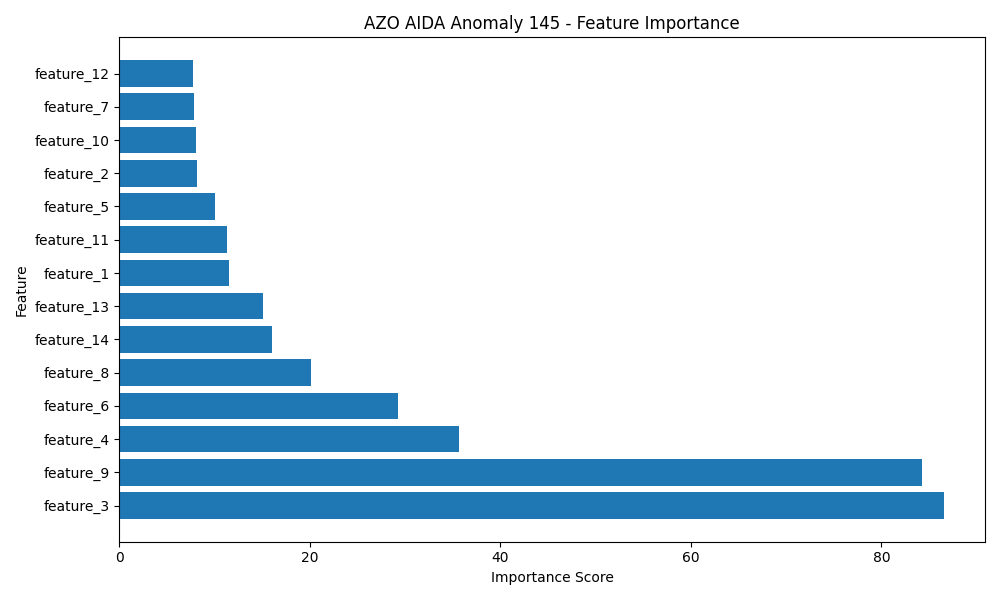 AZO AIDA Anomaly 145 - Feature Importance
feature_12
feature_7
feature_10
feature_2
feature_5
feature_11
feature_1
feature_13
feature_14
feature_8
feature_6
feature_4
feature_9
feature_3
Feature
0 20 40 60 80
Importance Score